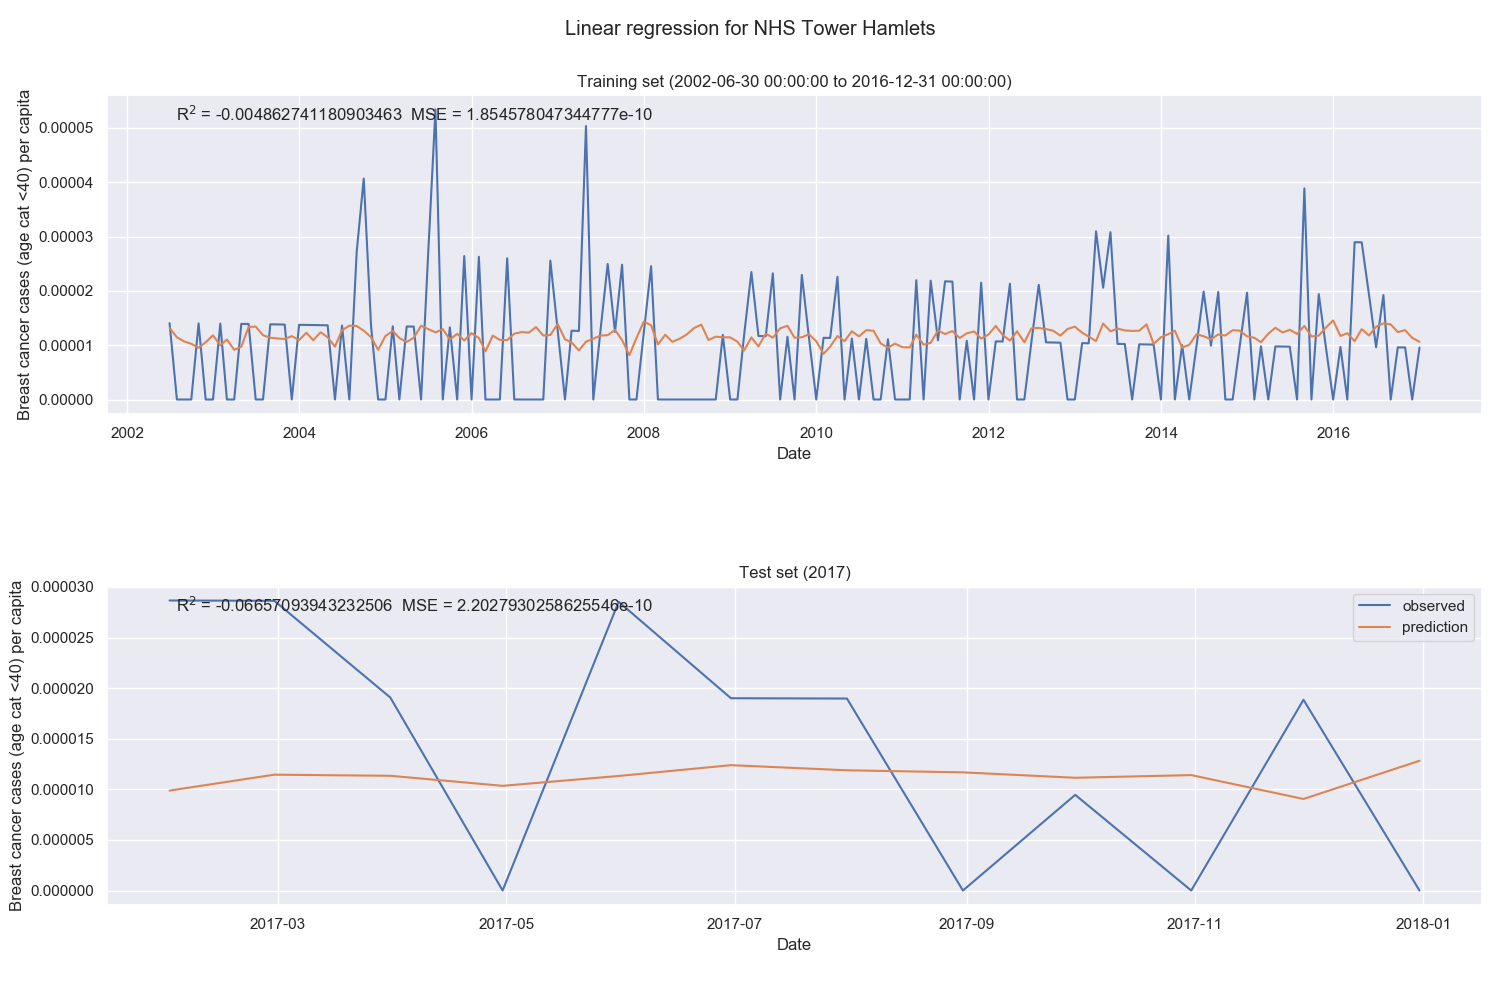 Linear regression for NHS Tower Hamlets
Training set (2002-06-30 00:00:00 to 2016-12-31 00:00:00)
R² = -0.004862741180903463 MSE = 1.854578047344777e-10
Breast cancer cases (age cat <40) per capita
0.00005
0.00004
0.00003
0.00002
0.00001
0.00000
2002
2004
2006
2008
2010
2012
2014
2016
Date
Test set (2017)
R² = -0.06657093943232506 MSE = 2.2027930258625546e-10
observed
prediction
Breast cancer cases (age cat <40) per capita
0.000030
0.000025
0.000020
0.000015
0.000010
0.000005
0.000000
2017-03
2017-05
2017-07
2017-09
2017-11
2018-01
Date